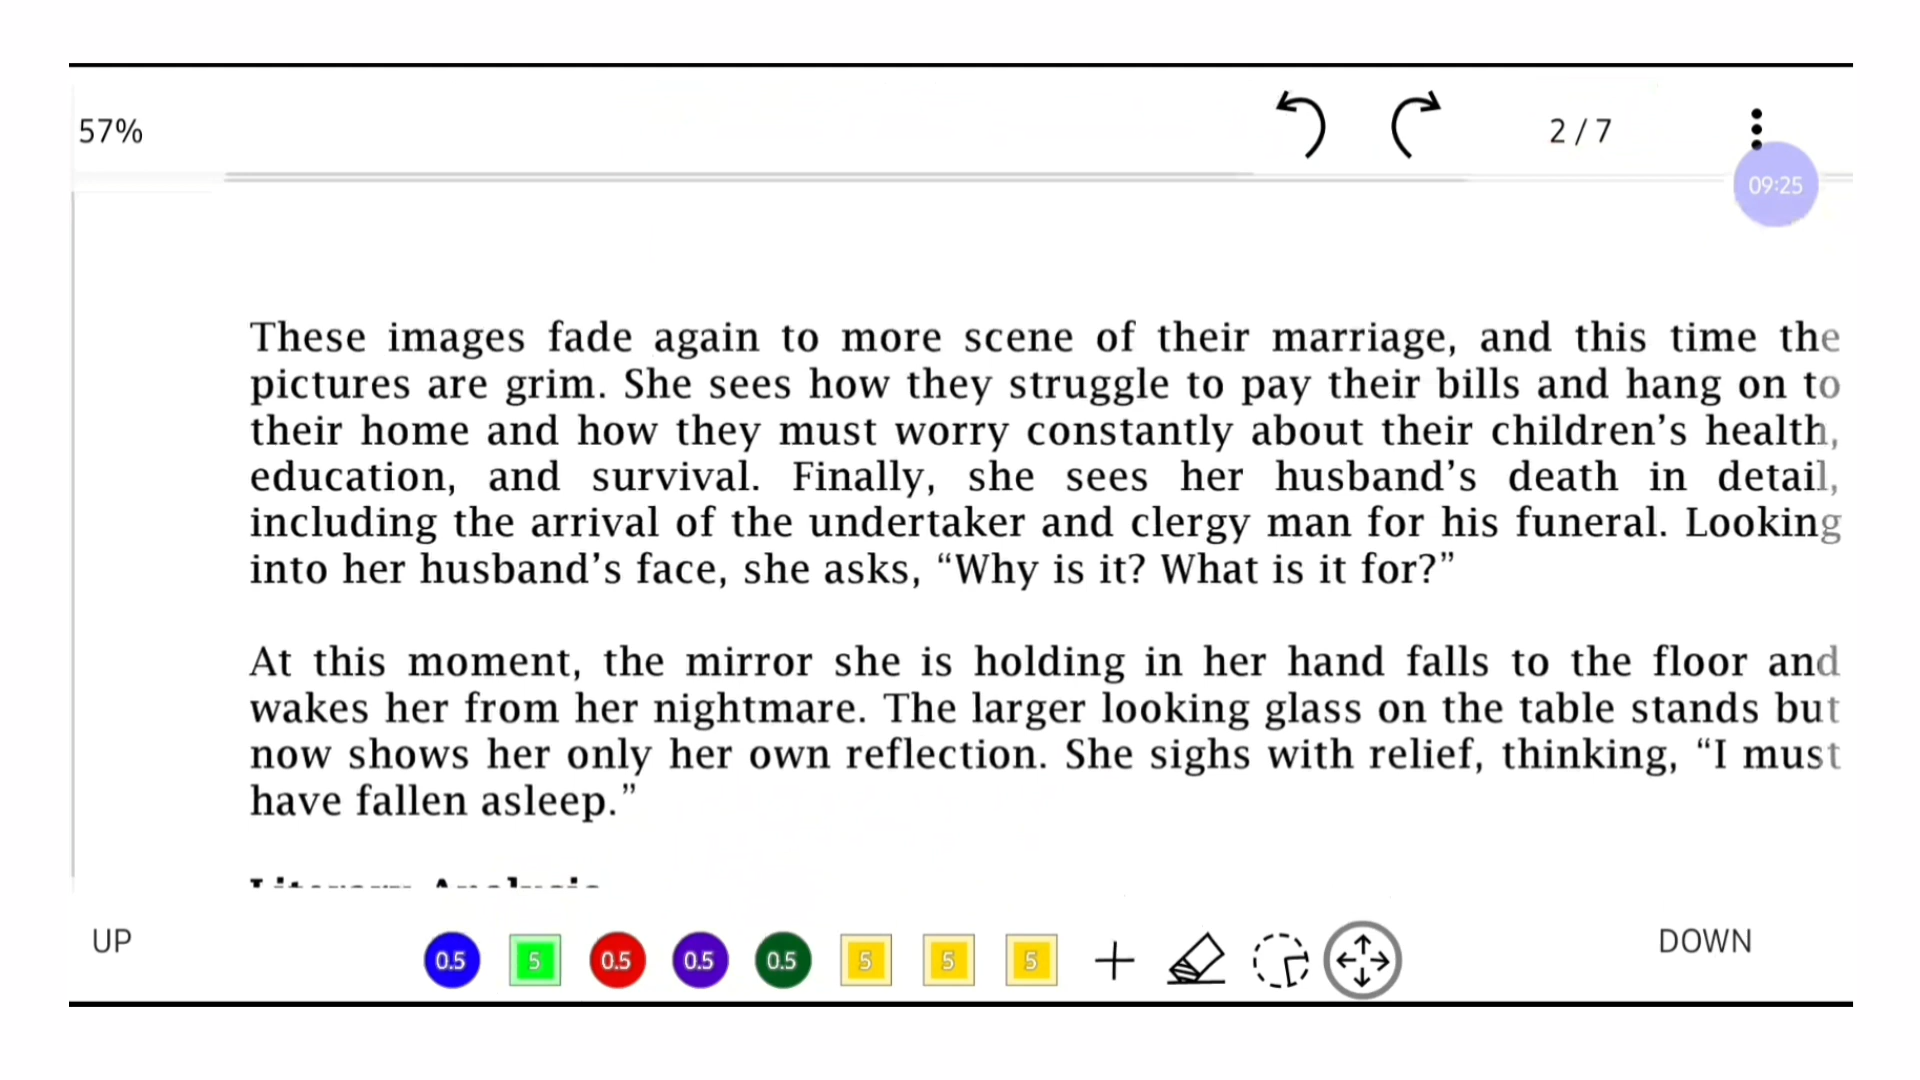 57%
2 / 7
09:25
These images fade again to more scene of their marriage, and this time the
pictures are grim. She sees how they struggle to pay their bills and hang on to
their home and how they must worry constantly about their children’s health,
education, and survival. Finally, she sees her husband’s death in detail,
including the arrival of the undertaker and clergy man for his funeral. Looking
into her husband’s face, she asks, “Why is it? What is it for?”
At this moment, the mirror she is holding in her hand falls to the floor and
wakes her from her nightmare. The larger looking glass on the table stands but
now shows her only her own reflection. She sighs with relief, thinking, “I must
have fallen asleep.”
Literary Analysis
UP
0.5 5 0.5 0.5 0.5 5 5 5
DOWN